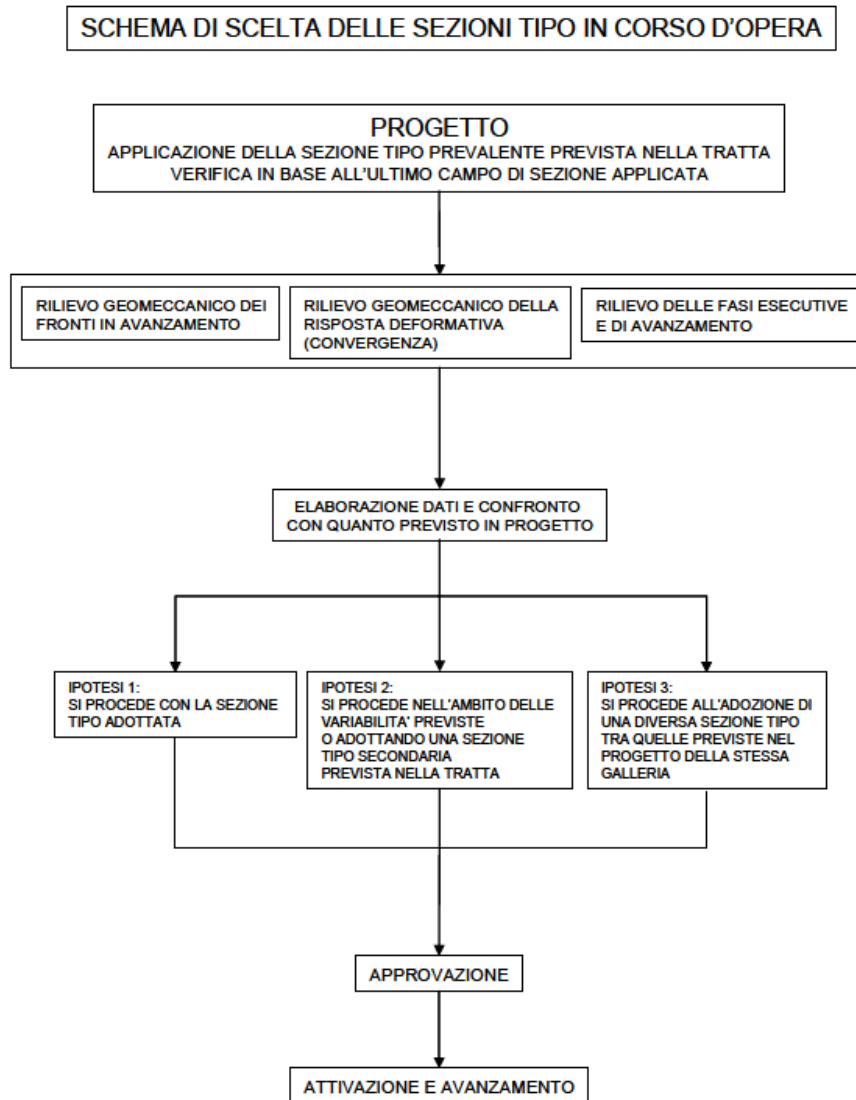 SCHEMA DI SCELTA DELLE SEZIONI TIPO IN CORSO D'OPERA
PROGETTO
APPLICAZIONE DELLA SEZIONE TIPO PREVALENTE PREVISTA NELLA TRATTA
VERIFICA IN BASE ALL'ULTIMO CAMPO DI SEZIONE APPLICATA
RILIEVO GEOMECCANICO DEI
FRONTI IN AVANZAMENTO
RILIEVO GEOMECCANICO DELLA
RISPOSTA DEFORMATIVA
(CONVERGENZA)
RILIEVO DELLE FASI ESECUTIVE
E DI AVANZAMENTO
ELABORAZIONE DATI E CONFRONTO
CON QUANTO PREVISTO IN PROGETTO
IPOTESI 1:
SI PROCEDE CON LA SEZIONE
TIPO ADOTTATA
IPOTESI 2:
SI PROCEDE NELL'AMBITO DELLE
VARIABILITA' PREVISTE
O ADOTTANDO UNA SEZIONE
TIPO SECONDARIA
PREVISTA NELLA TRATTA
IPOTESI 3:
SI PROCEDE ALL'ADOZIONE DI
UNA DIVERSA SEZIONE TIPO
TRA QUELLE PREVISTE NEL
PROGETTO DELLA STESSA
GALLERIA
APPROVAZIONE
ATTIVAZIONE E AVANZAMENTO